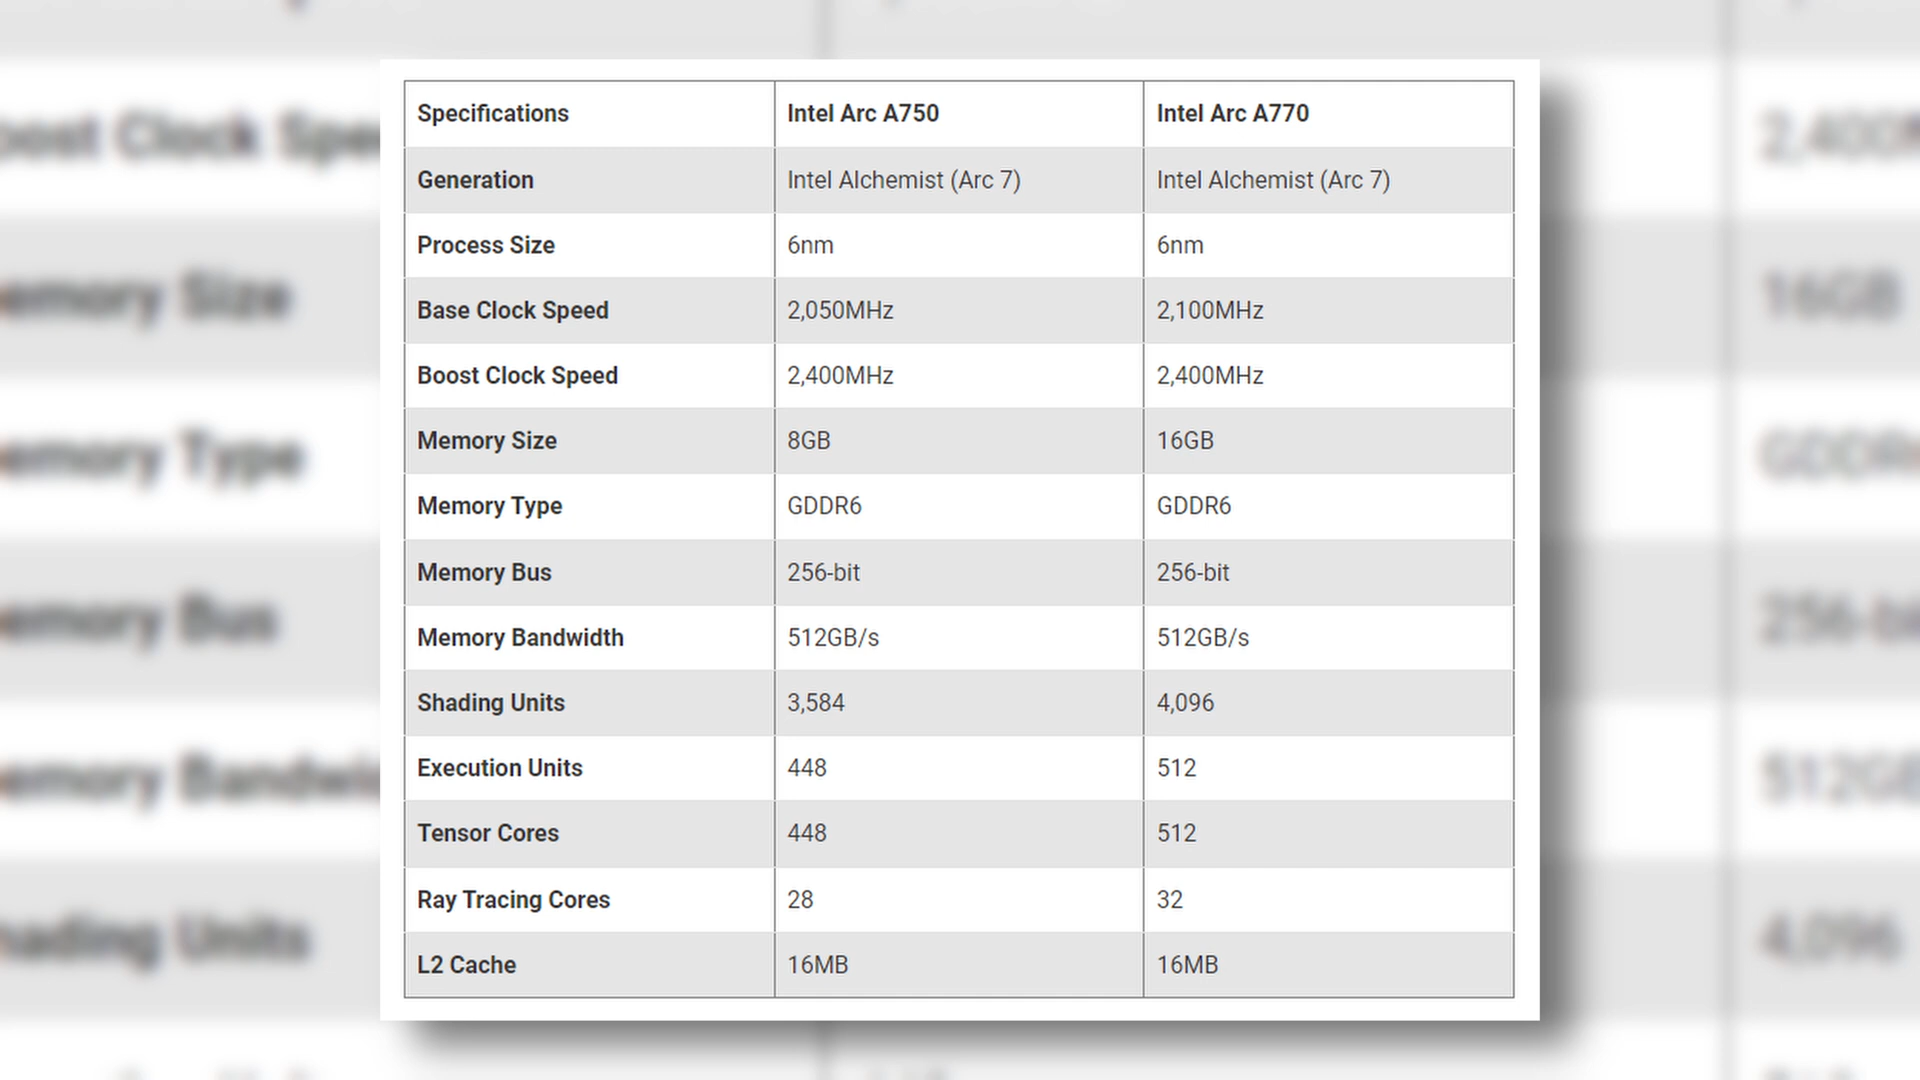 Specifications Intel Arc A750 Intel Arc A770
Generation Intel Alchemist (Arc 7) Intel Alchemist (Arc 7)
Process Size 6nm 6nm
Base Clock Speed 2,050MHz 2,100MHz
Boost Clock Speed 2,400MHz 2,400MHz
Memory Size 8GB 16GB
Memory Type GDDR6 GDDR6
Memory Bus 256-bit 256-bit
Memory Bandwidth 512GB/s 512GB/s
Shading Units 3,584 4,096
Execution Units 448 512
Tensor Cores 448 512
Ray Tracing Cores 28 32
L2 Cache 16MB 16MB